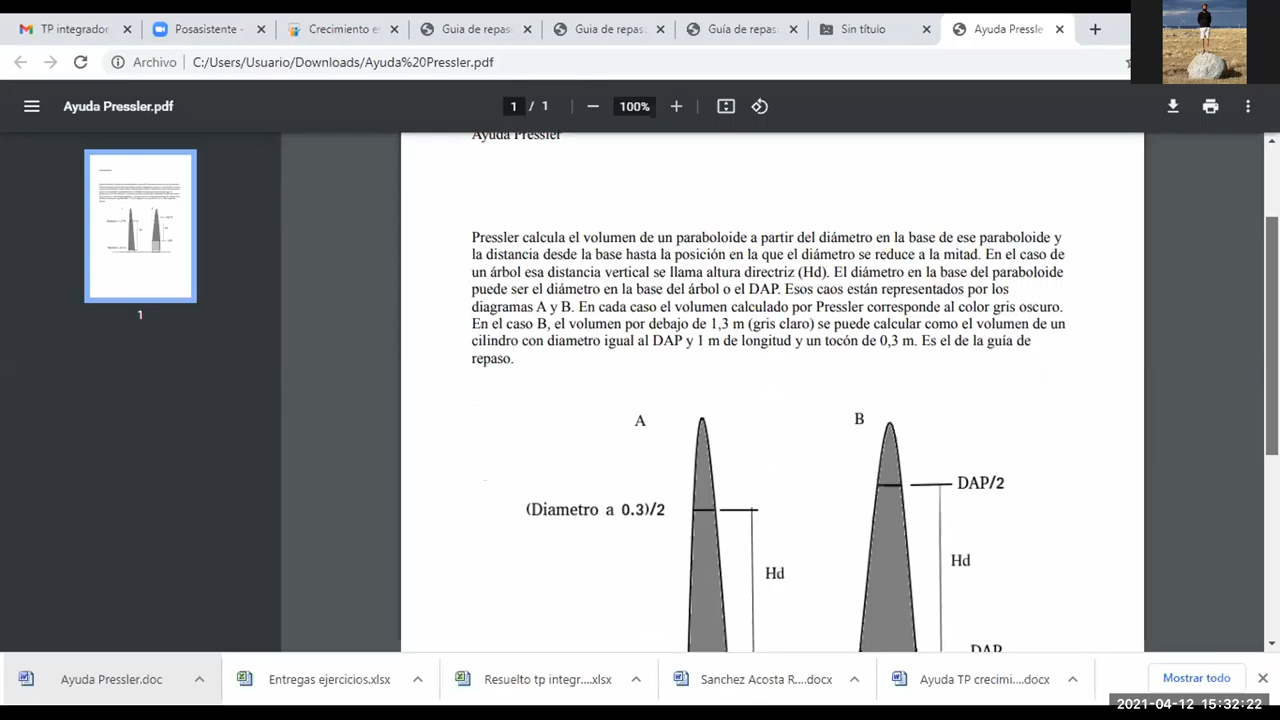 TP integrador
Posasistente -
Crecimiento e
Guia de repa
Guia de repas
Guía de repas
Sin título
Ayuda Pressle
Archivo
C:/Users/Usuario/Downloads/Ayuda%20Pressler.pdf
Ayuda Pressler.pdf
1 / 1
100%
1
Ayuda Pressler
Pressler calcula el volumen de un paraboloide a partir del diámetro en la base de ese paraboloide y
la distancia desde la base hasta la posición en la que el diámetro se reduce a la mitad. En el caso de
un árbol esa distancia vertical se llama altura directriz (Hd). El diámetro en la base del paraboloide
puede ser el diámetro en la base del árbol o el DAP. Esos caos están representados por los
diagramas A y B. En cada caso el volumen calculado por Pressler corresponde al color gris oscuro.
En el caso B, el volumen por debajo de 1,3 m (gris claro) se puede calcular como el volumen de un
cilindro con diametro igual al DAP y 1 m de longitud y un tocón de 0,3 m. Es el de la guía de
repaso.
A
B
DAP/2
(Diametro a 0.3)/2
Hd
Hd
DAP
Ayuda Pressler.doc
Entregas ejercicios.xlsx
Resuelto tp integr....xlsx
Sanchez Acosta R....docx
Ayuda TP crecimi....docx
Mostrar todo
2021-04-12 15:32:22